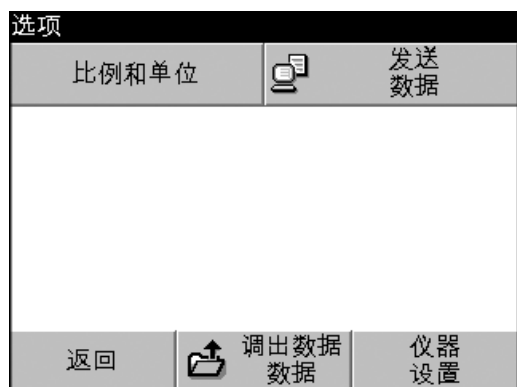 选项
比例和单位
发送
数据
返回
调出数据
数据
仪器
设置